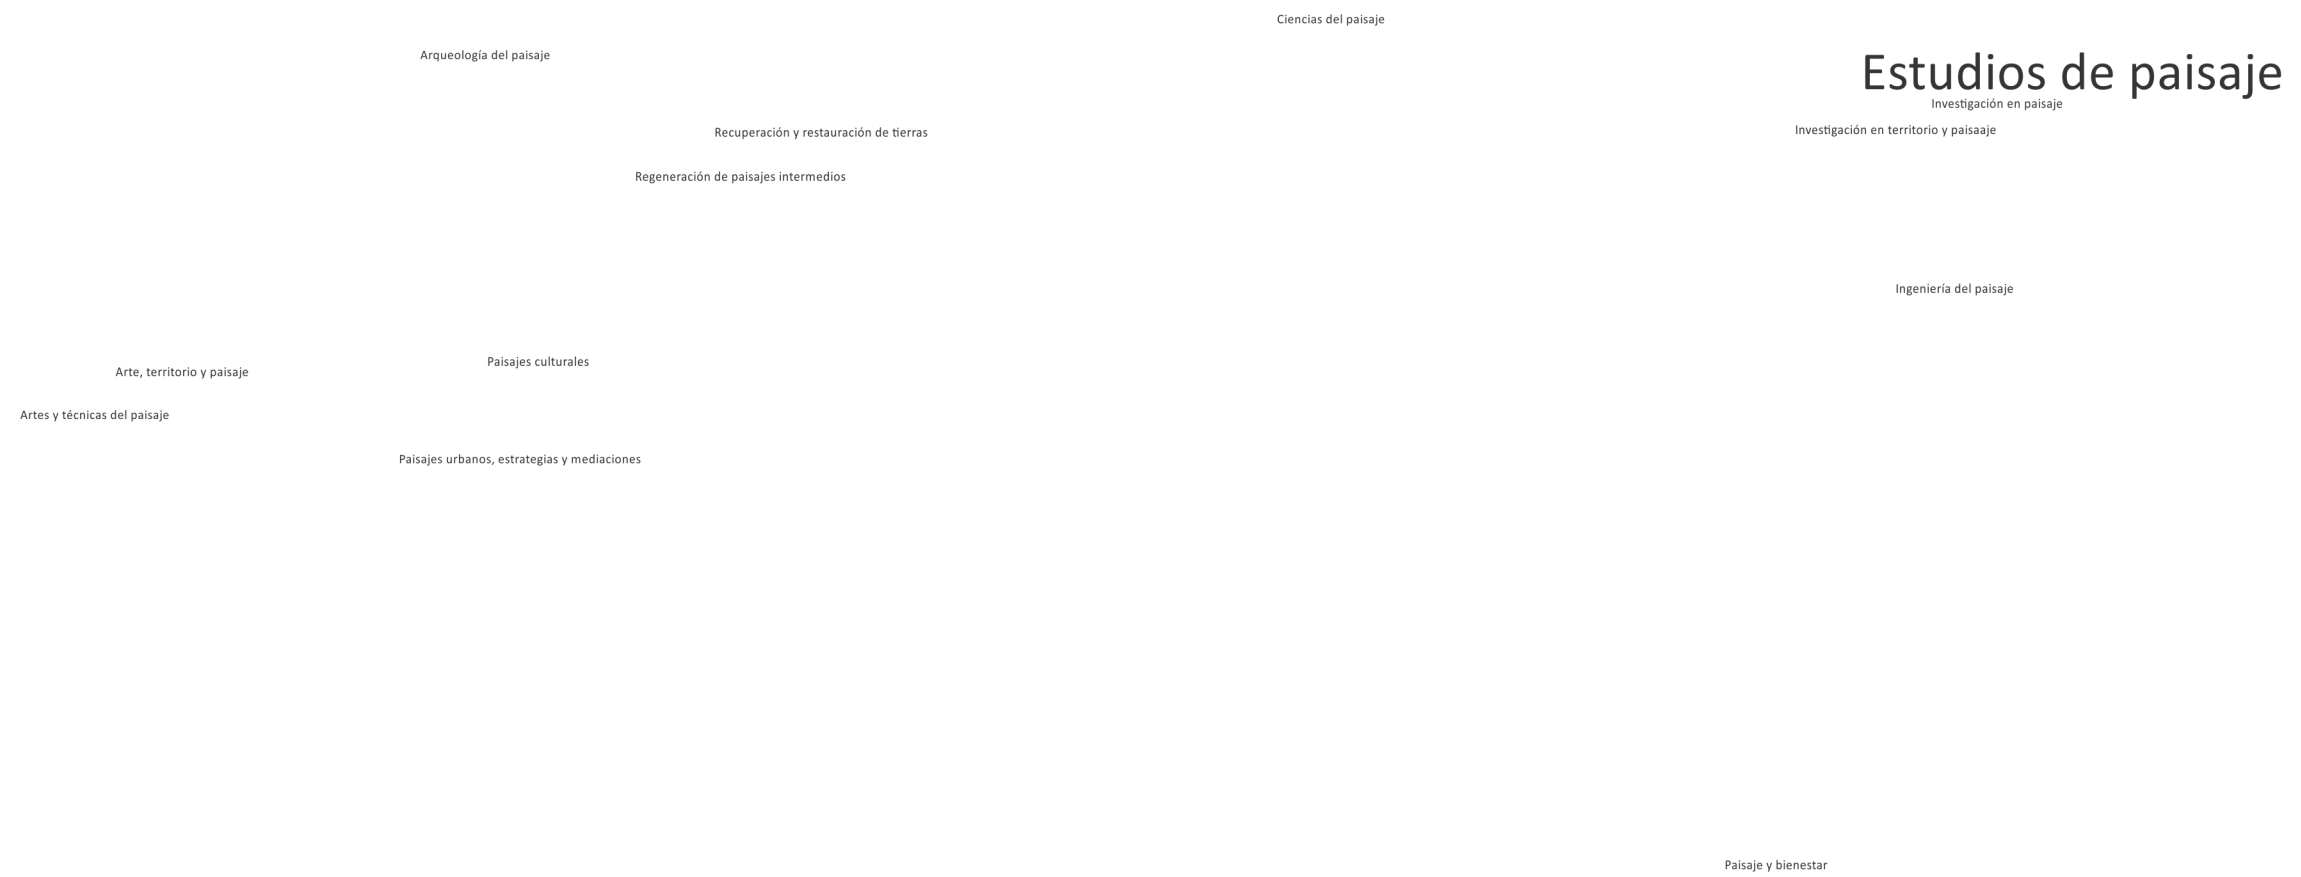 Ciencias del paisaje
Arqueología del paisaje
Estudios de paisaje
Investigación en paisaje
Recuperación y restauración de tierras
Investigación en territorio y paisaaje
Regeneración de paisajes intermedios
Ingeniería del paisaje
Paisajes culturales
Arte, territorio y paisaje
Artes y técnicas del paisaje
Paisajes urbanos, estrategias y mediaciones
Paisaje y bienestar